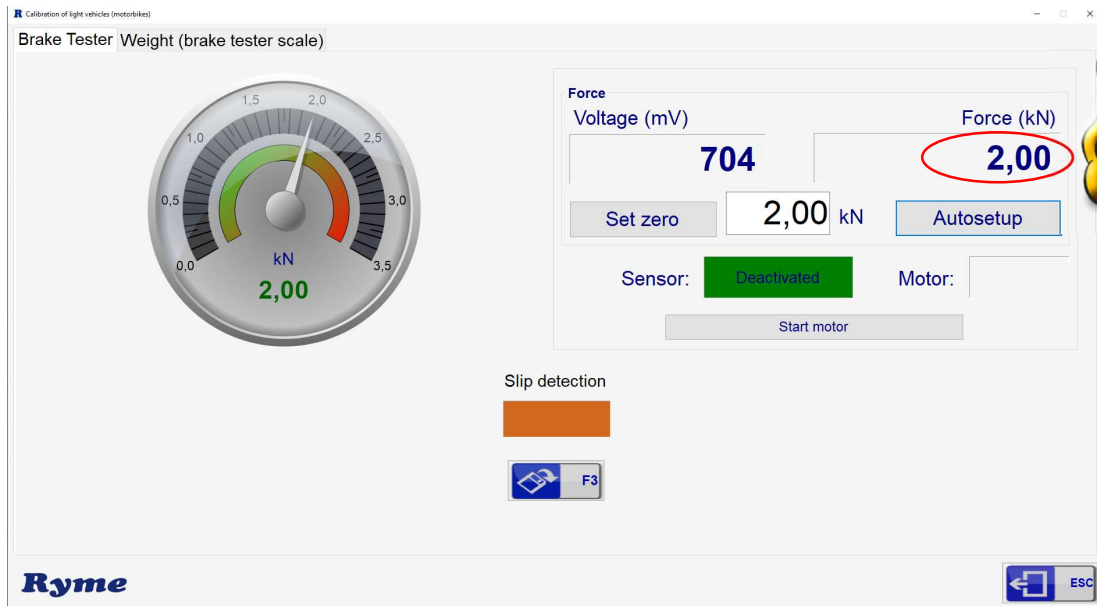 Calibration of light vehicles (motorbikes)
Brake Tester Weight (brake tester scale)
0,0
0,5
1,0
1,5
2,0
2,5
3,0
3,5
kN
2,00
Force
Voltage (mV) Force (kN)
704 2,00
Set zero 2,00 kN Autosetup
Sensor: Deactivated Motor:
Start motor
Slip detection
F3
Ryme
ESC